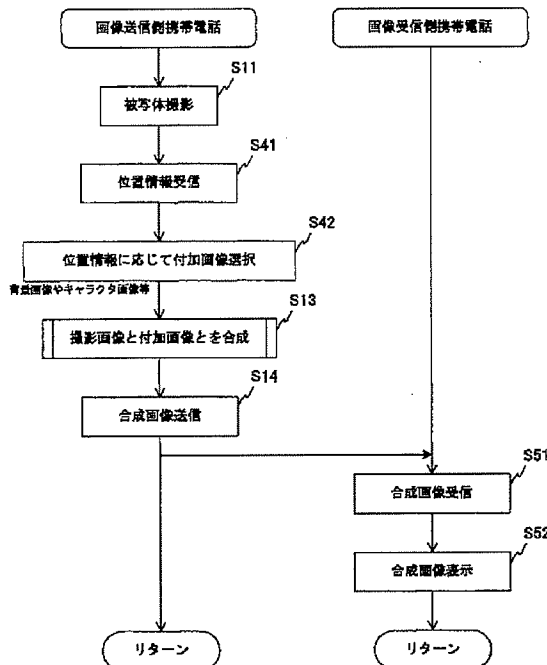 画像送信側携帯電話
画像受信側携帯電話
S11
被写体撮影
S41
位置情報受信
S42
位置情報に応じて付加画像選択
背景画像やキャラクタ画像等
S13
撮影画像と付加画像とを合成
S14
合成画像送信
S51
合成画像受信
S52
合成画像表示
リターン
リターン